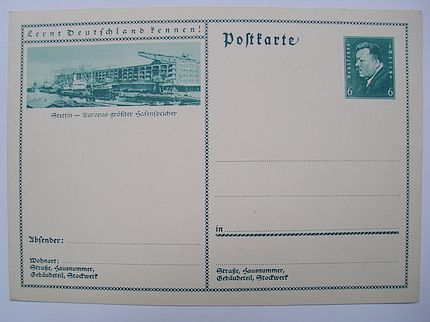 Lernt Deutschland kennen!
Stettin — Europas größter Hafenspeicher
Absender:
Wohnort:
Straße, Hausnummer,
Gebäudeteil, Stockwerk
Postkarte
Deutsches Reich
6 6
in
Straße, Hausnummer,
Gebäudeteil, Stockwerk